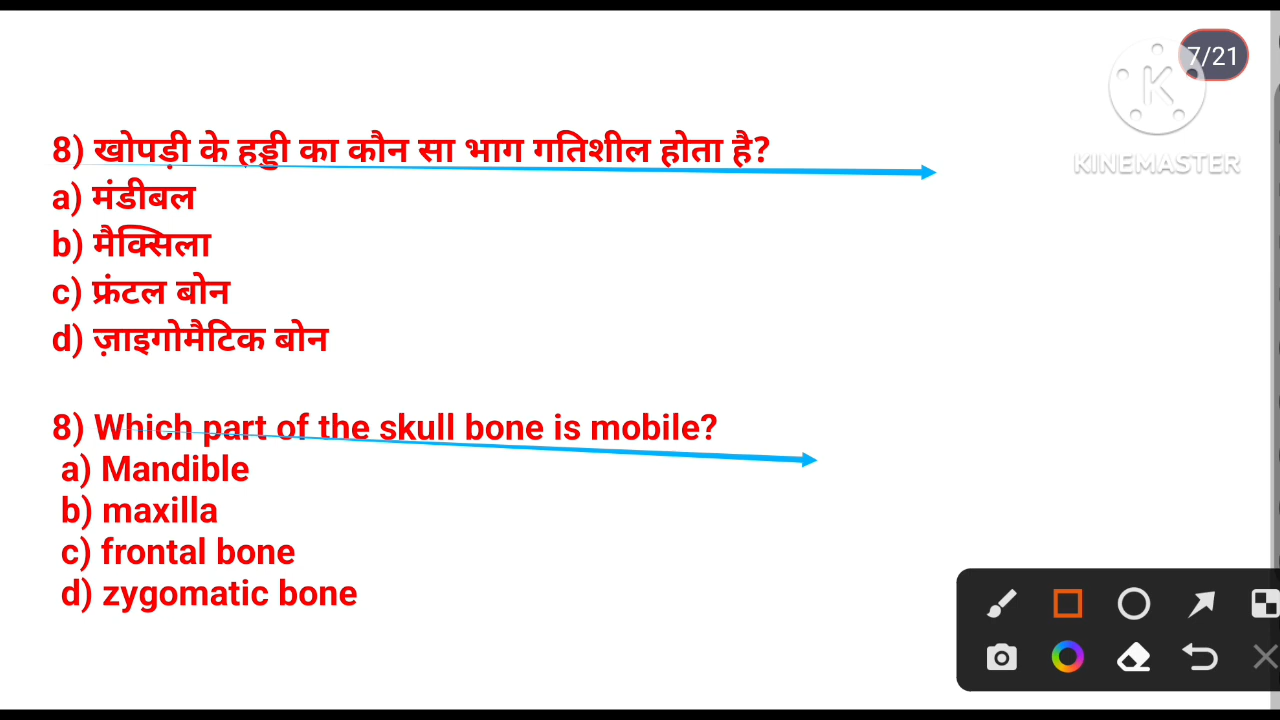 7/21
KINEMASTER
8) खोपड़ी के हड्डी का कौन सा भाग गतिशील होता है?
a) मंडीबल
b) मैक्सिला
c) फ्रंटल बोन
d) ज़ाइगोमैटिक बोन
8) Which part of the skull bone is mobile?
a) Mandible
b) maxilla
c) frontal bone
d) zygomatic bone